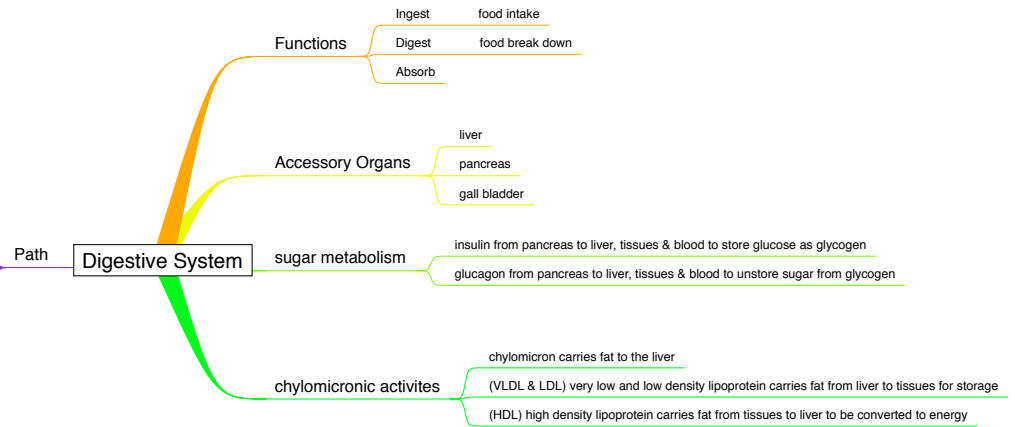 Path
Digestive System
Functions
Ingest
food intake
Digest
food break down
Absorb
Accessory Organs
liver
pancreas
gall bladder
sugar metabolism
insulin from pancreas to liver, tissues & blood to store glucose as glycogen
glucagon from pancreas to liver, tissues & blood to unstore sugar from glycogen
chylomicronic activites
chylomicron carries fat to the liver
(VLDL & LDL) very low and low density lipoprotein carries fat from liver to tissues for storage
(HDL) high density lipoprotein carries fat from tissues to liver to be converted to energy